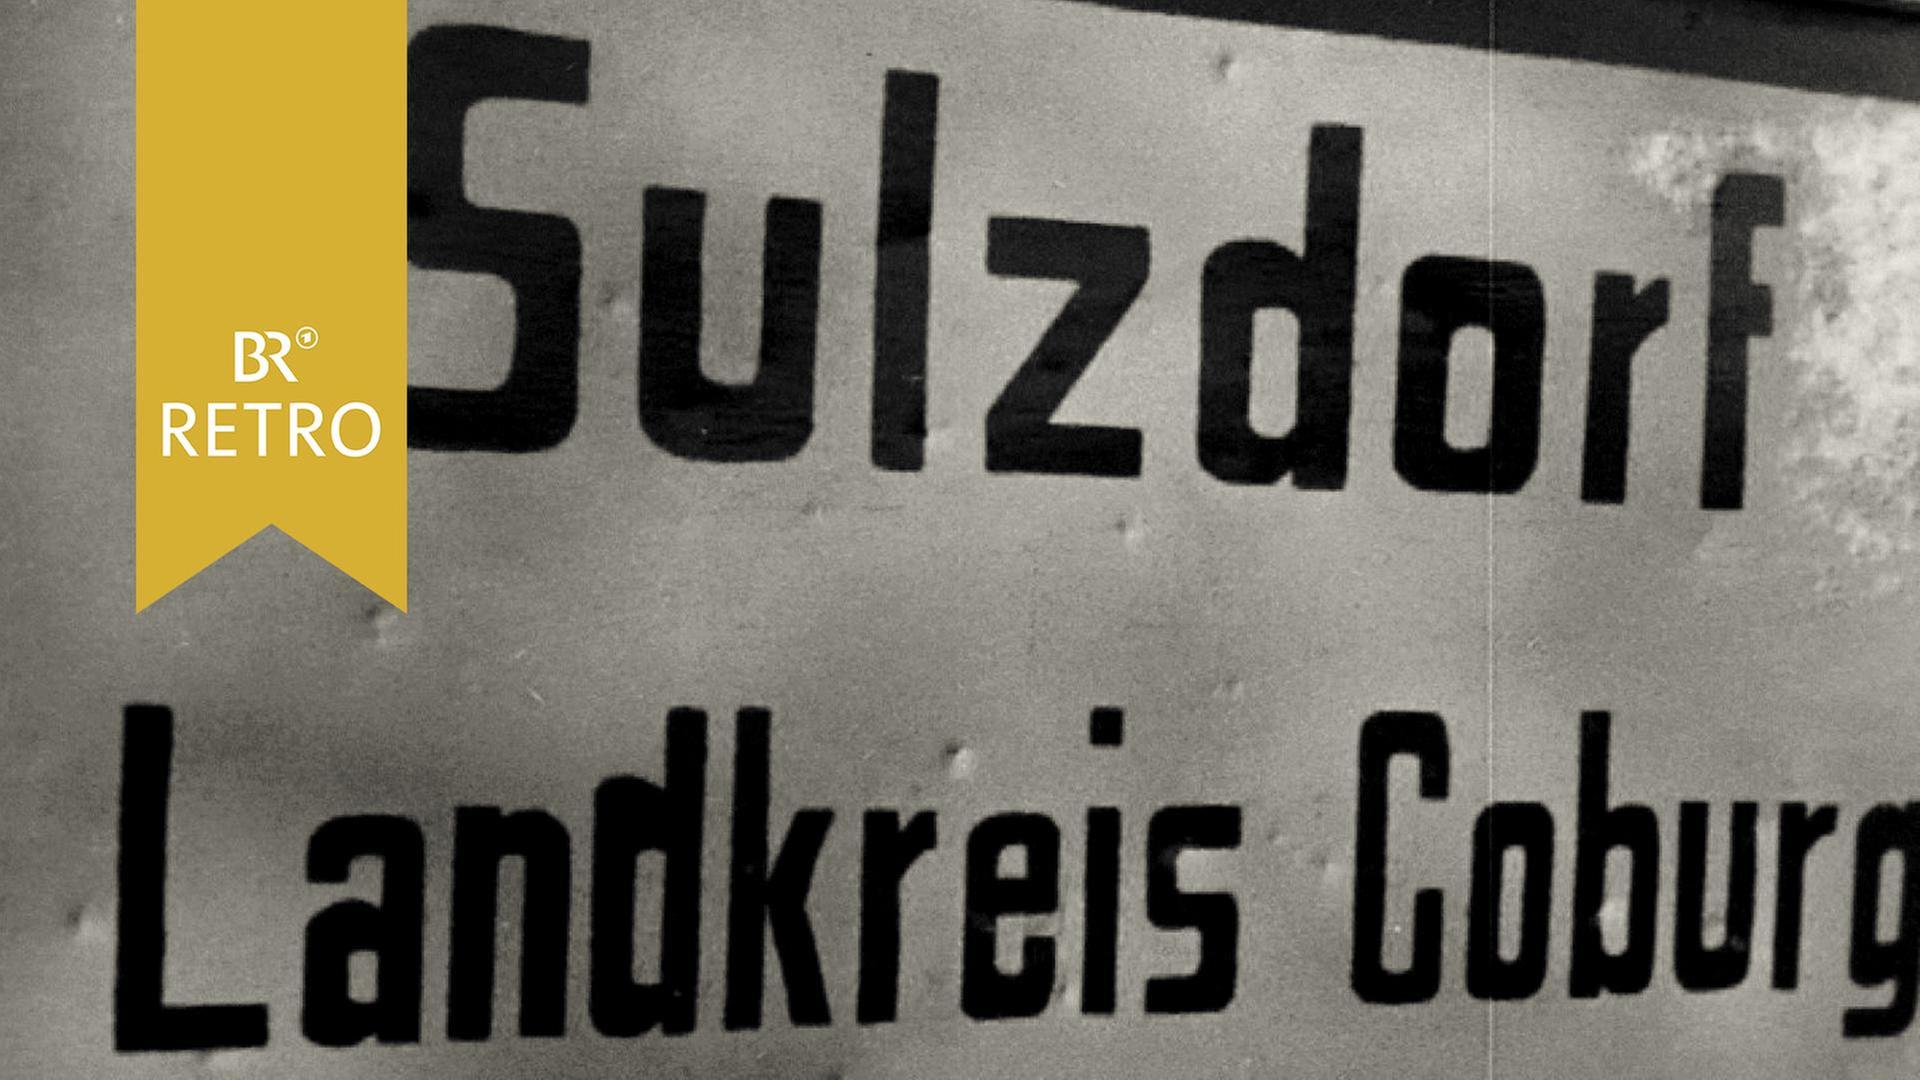 BR
RETRO
Sulzdorf
Landkreis Coburg